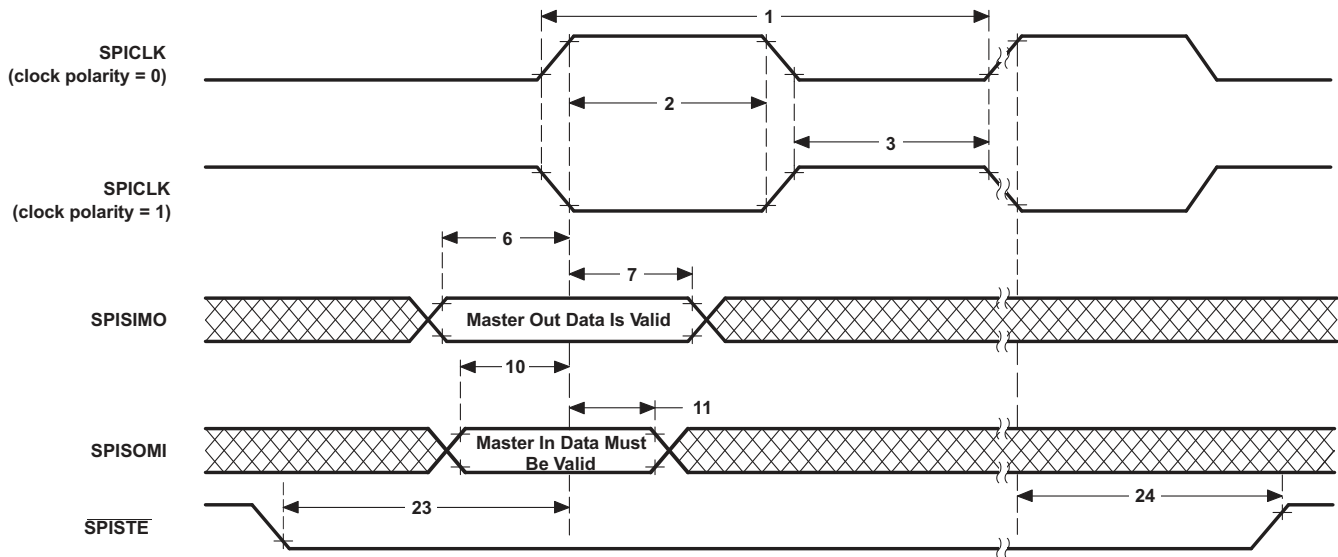 1
SPICLK
(clock polarity = 0)
2
3
SPICLK
(clock polarity = 1)
6
7
SPISIMO
Master Out Data Is Valid
10
11
SPISOMI
Master In Data Must
Be Valid
23
24
SPISTE